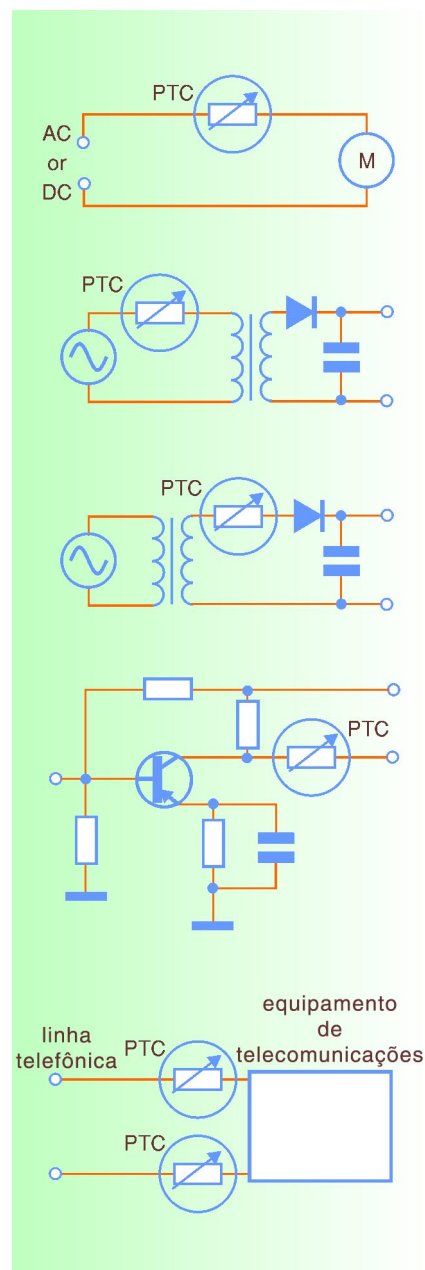 PTC
AC
or
DC
M
PTC
PTC
PTC
equipamento
de
telecomunicações
linha
telefônica
PTC
PTC